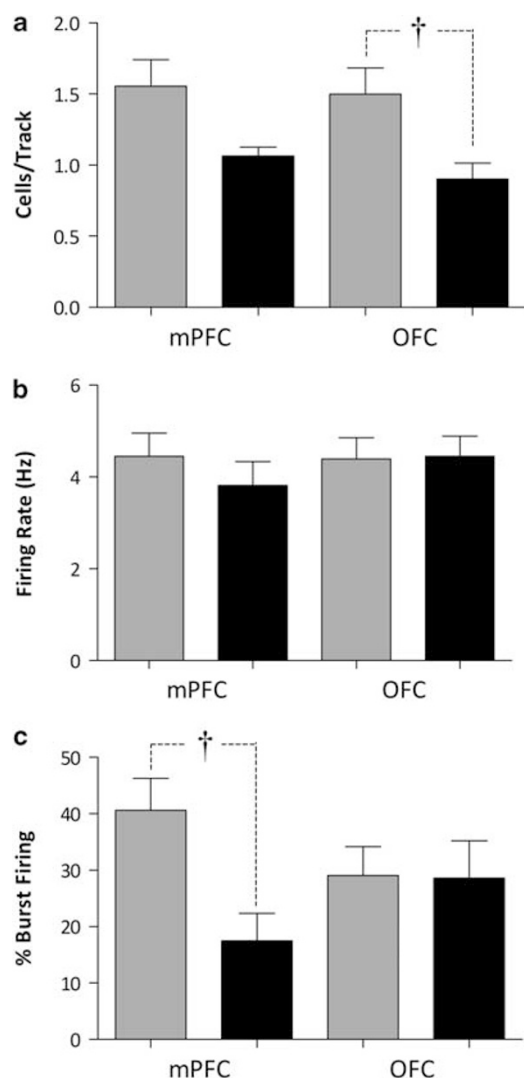 a
†
2.0
1.5
1.0
0.5
0.0
Cells/Track
mPFC OFC
b
6
4
2
0
Firing Rate (Hz)
mPFC OFC
c
†
50
40
30
20
10
0
% Burst Firing
mPFC OFC